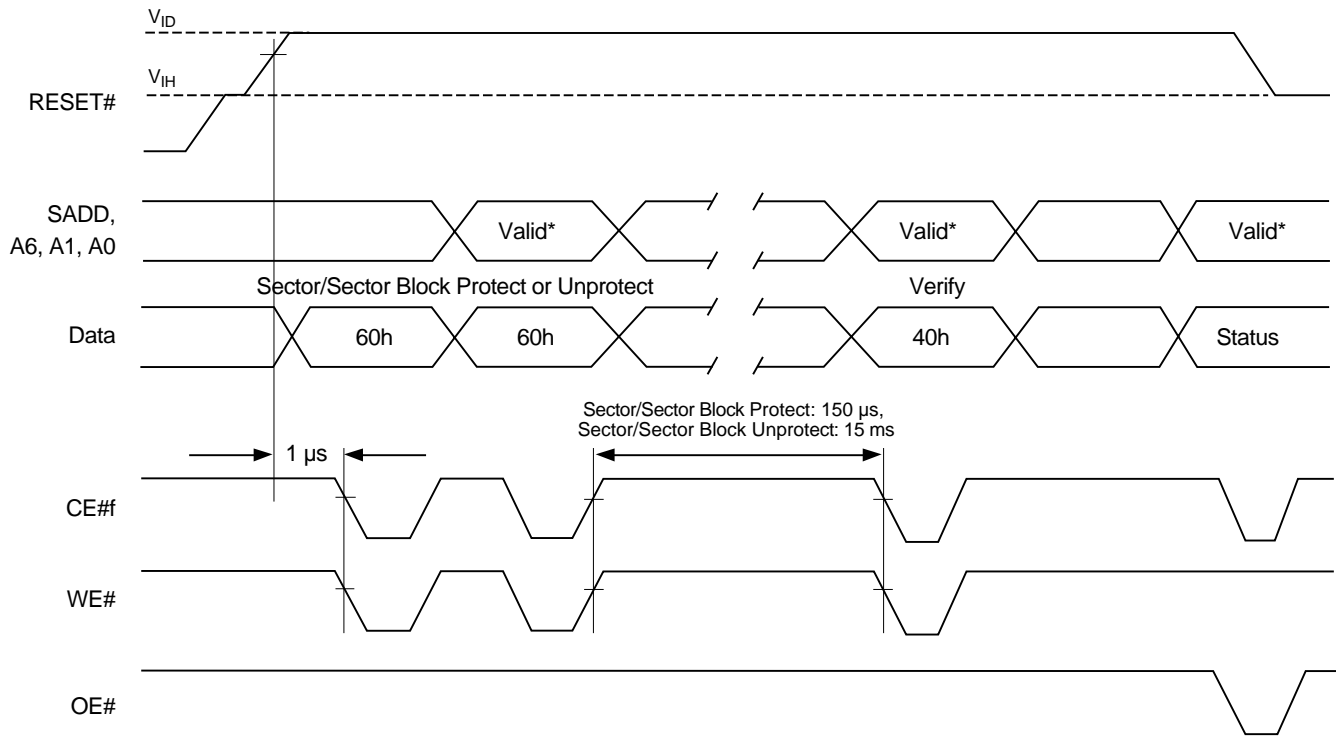 VID
VIH
RESET#
SADD,
A6, A1, A0
Valid*
Valid*
Valid*
Sector/Sector Block Protect or Unprotect
Verify
Data
60h
60h
40h
Status
Sector/Sector Block Protect: 150 µs,
Sector/Sector Block Unprotect: 15 ms
1 µs
CE#f
WE#
OE#